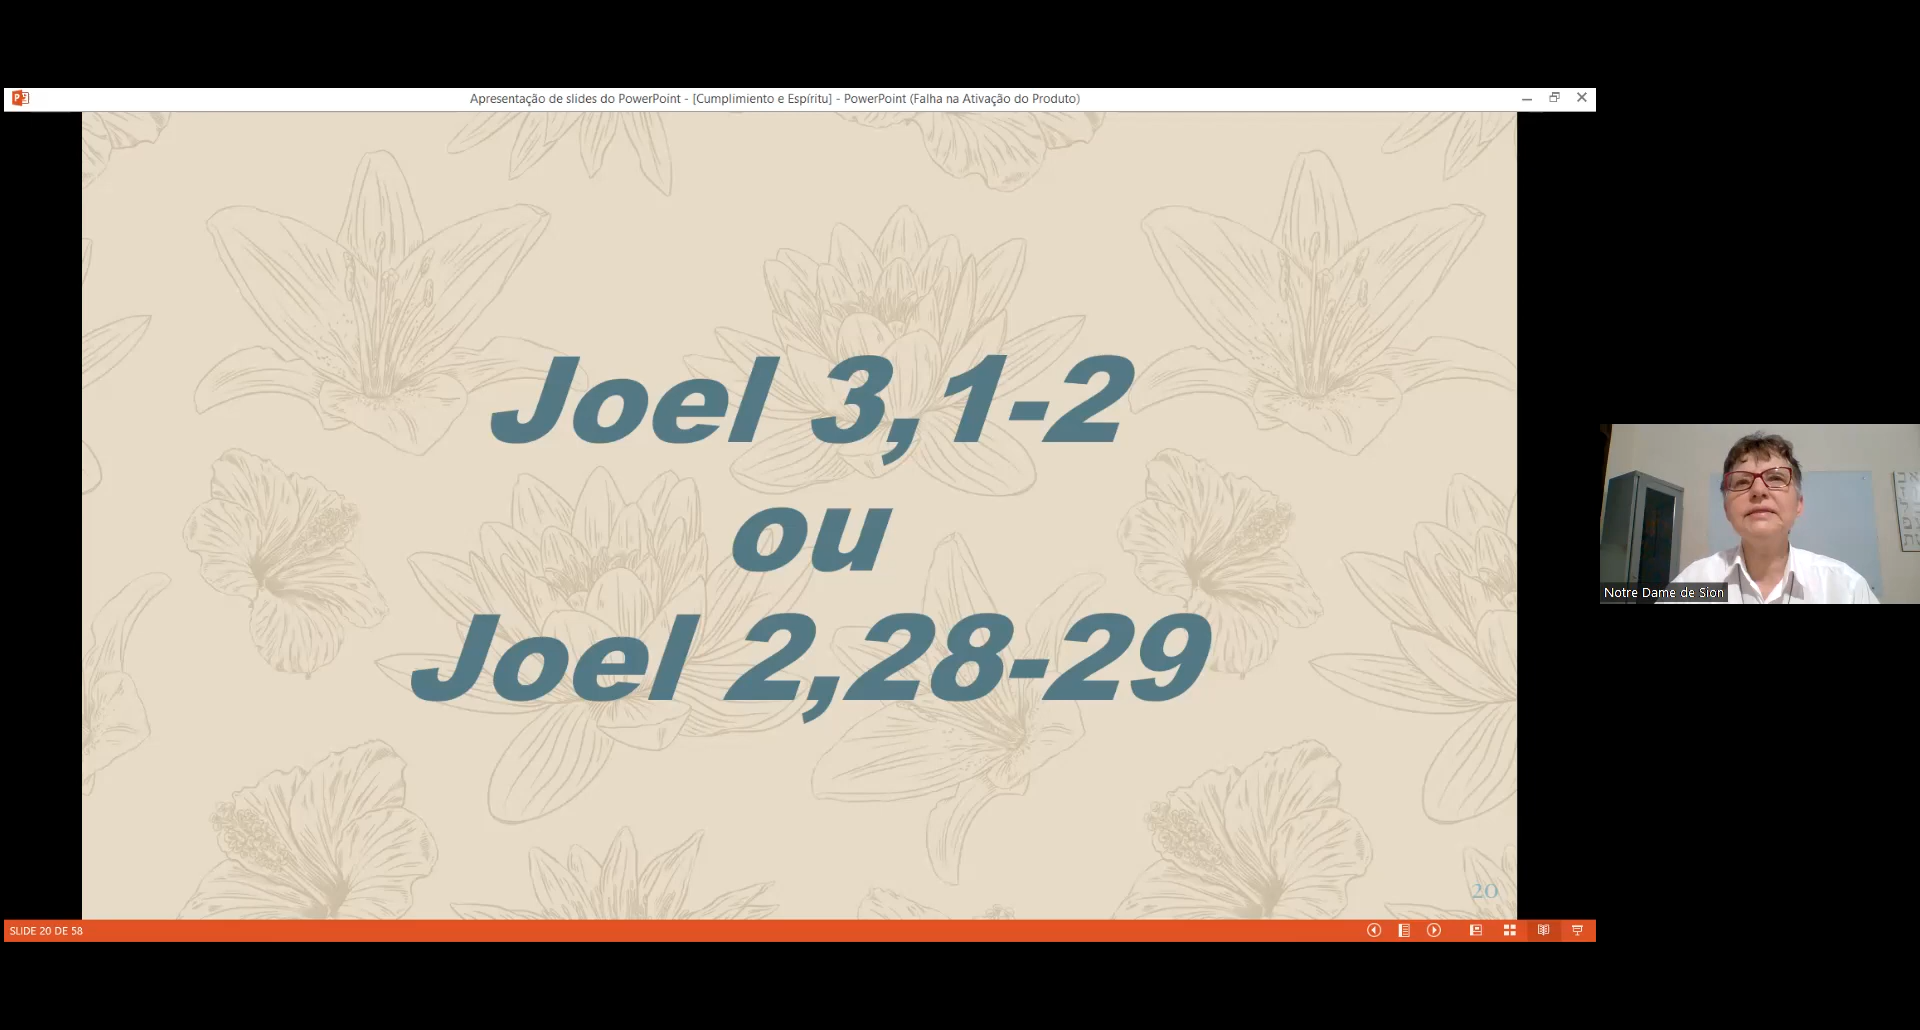 Apresentação de slides do PowerPoint - [Cumplimiento e Espíritu] - PowerPoint (Falha na Ativação do Produto)
Joel 3,1-2
ou
Joel 2,28-29
20
Notre Dame de Sion
SLIDE 20 DE 58